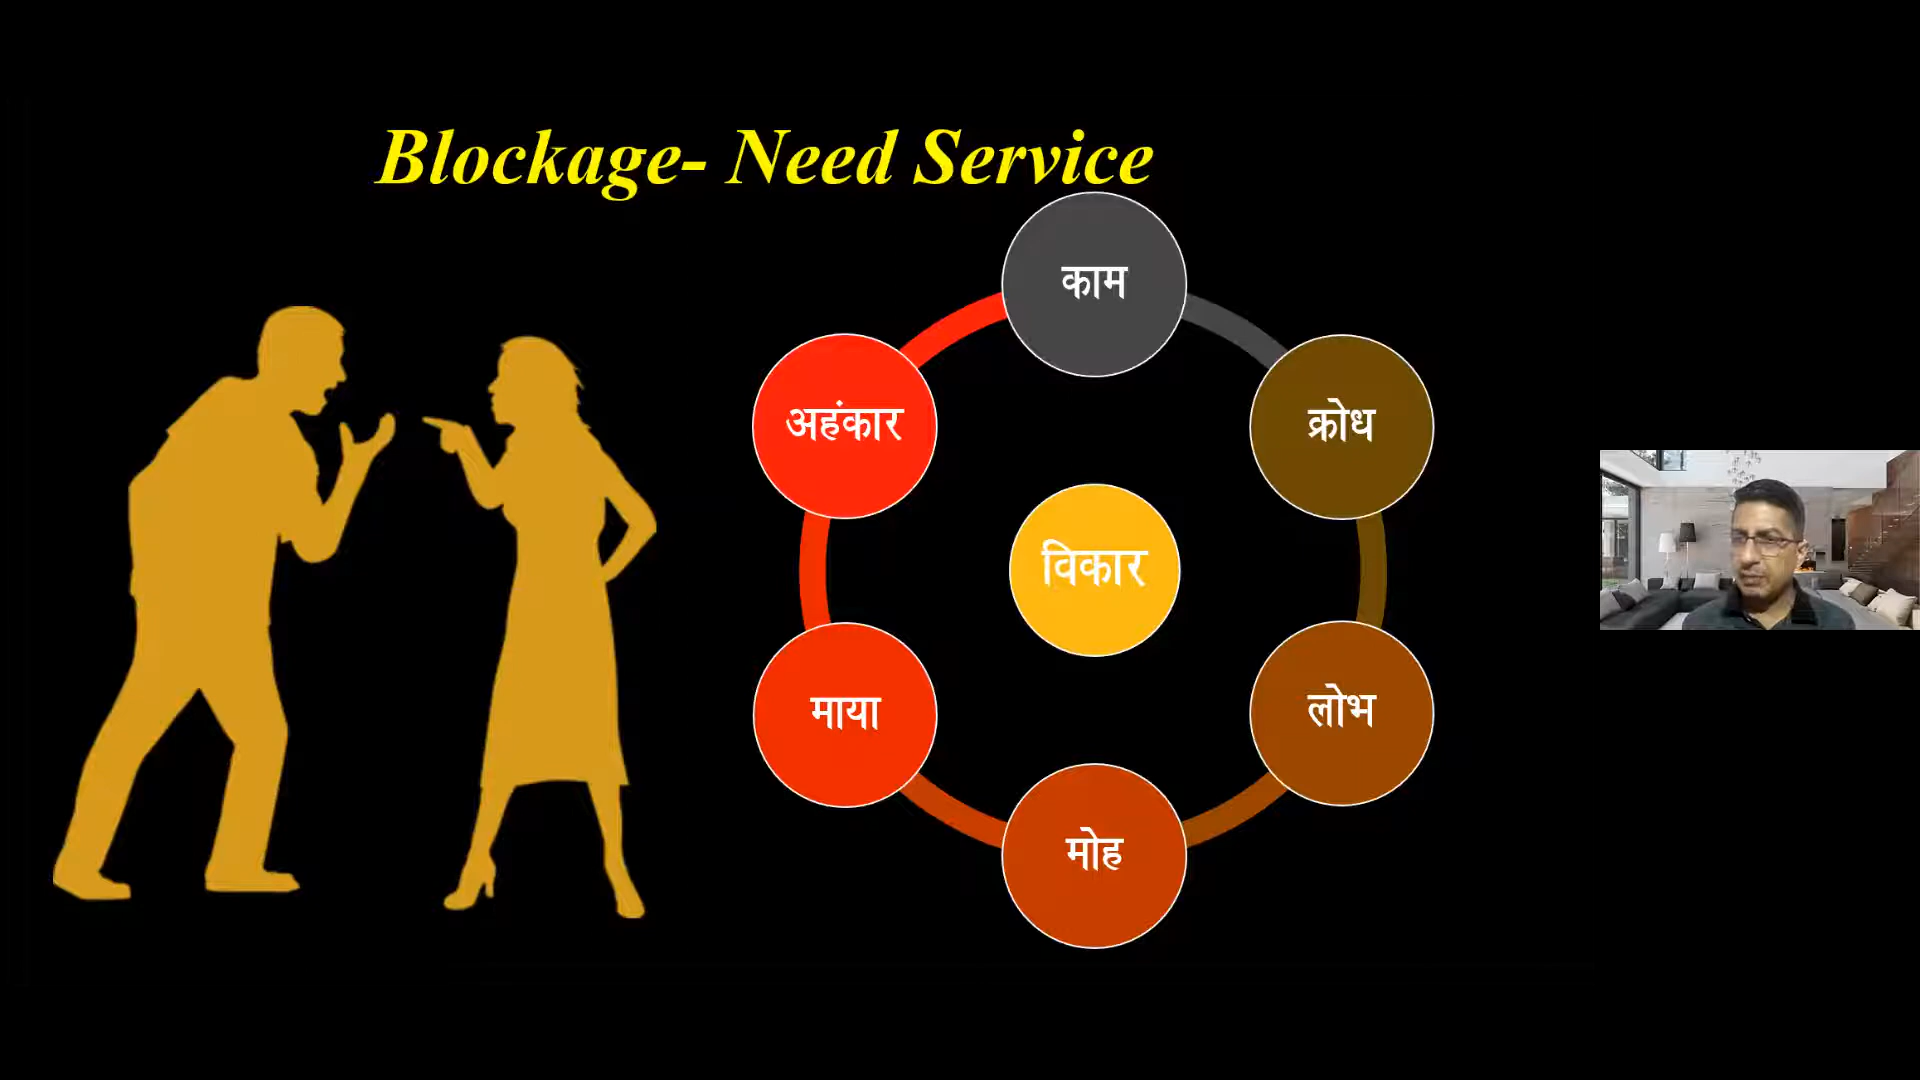 Blockage- Need Service
काम
क्रोध
लोभ
मोह
माया
अहंकार
विकार